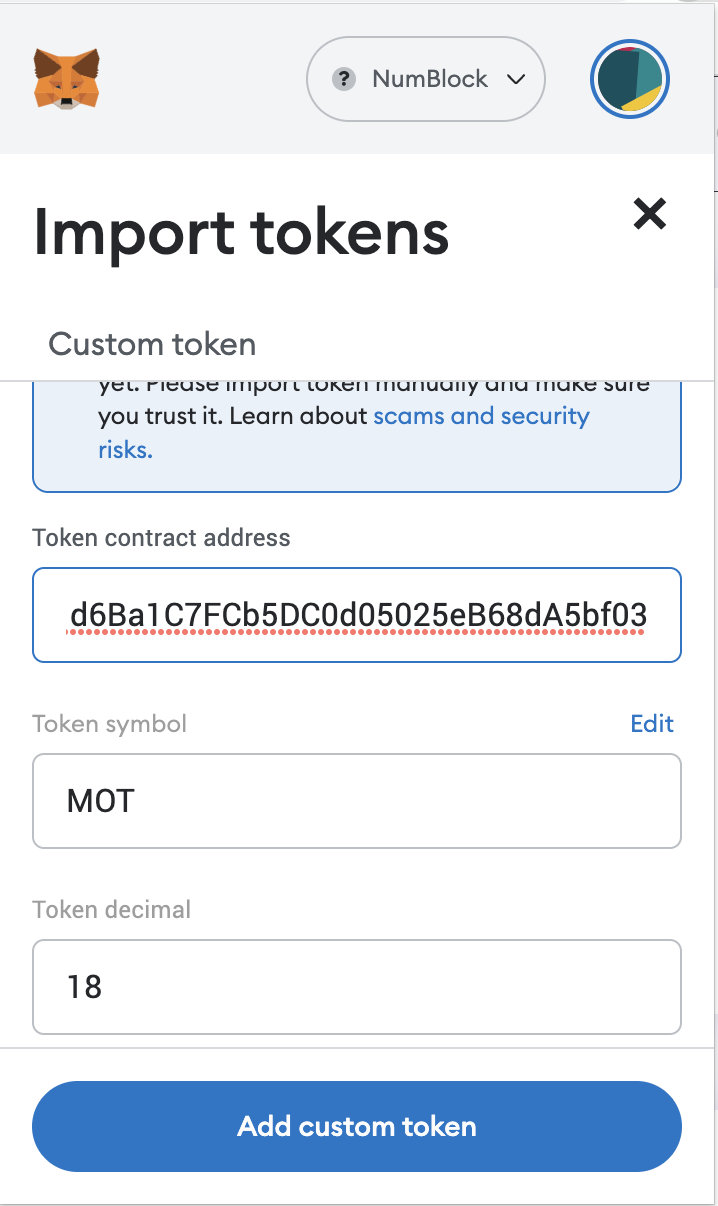 ? NumBlock
Import tokens
Custom token
yet. Please import token manually and make sure
you trust it. Learn about scams and security
risks.
Token contract address
d6Ba1C7FCb5DC0d05025eB68dA5bf03
Token symbol
Edit
MOT
Token decimal
18
Add custom token